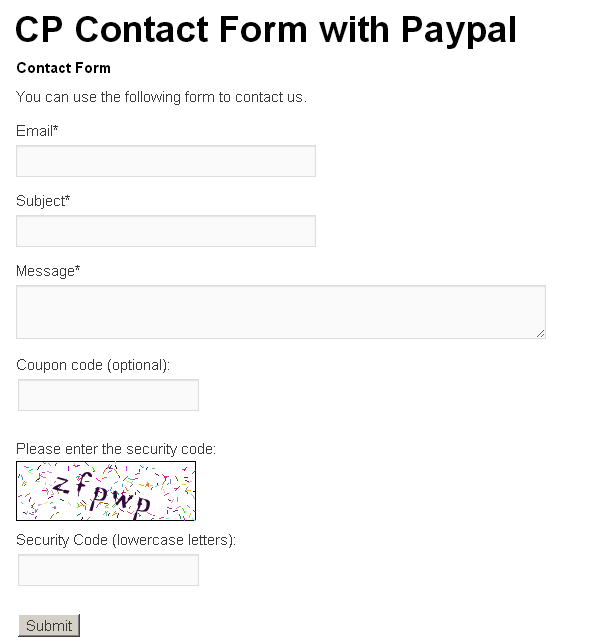 CP Contact Form with Paypal
Contact Form
You can use the following form to contact us.
Email*
Subject*
Message*
Coupon code (optional):
Please enter the security code:
zfpwp
Security Code (lowercase letters):
Submit